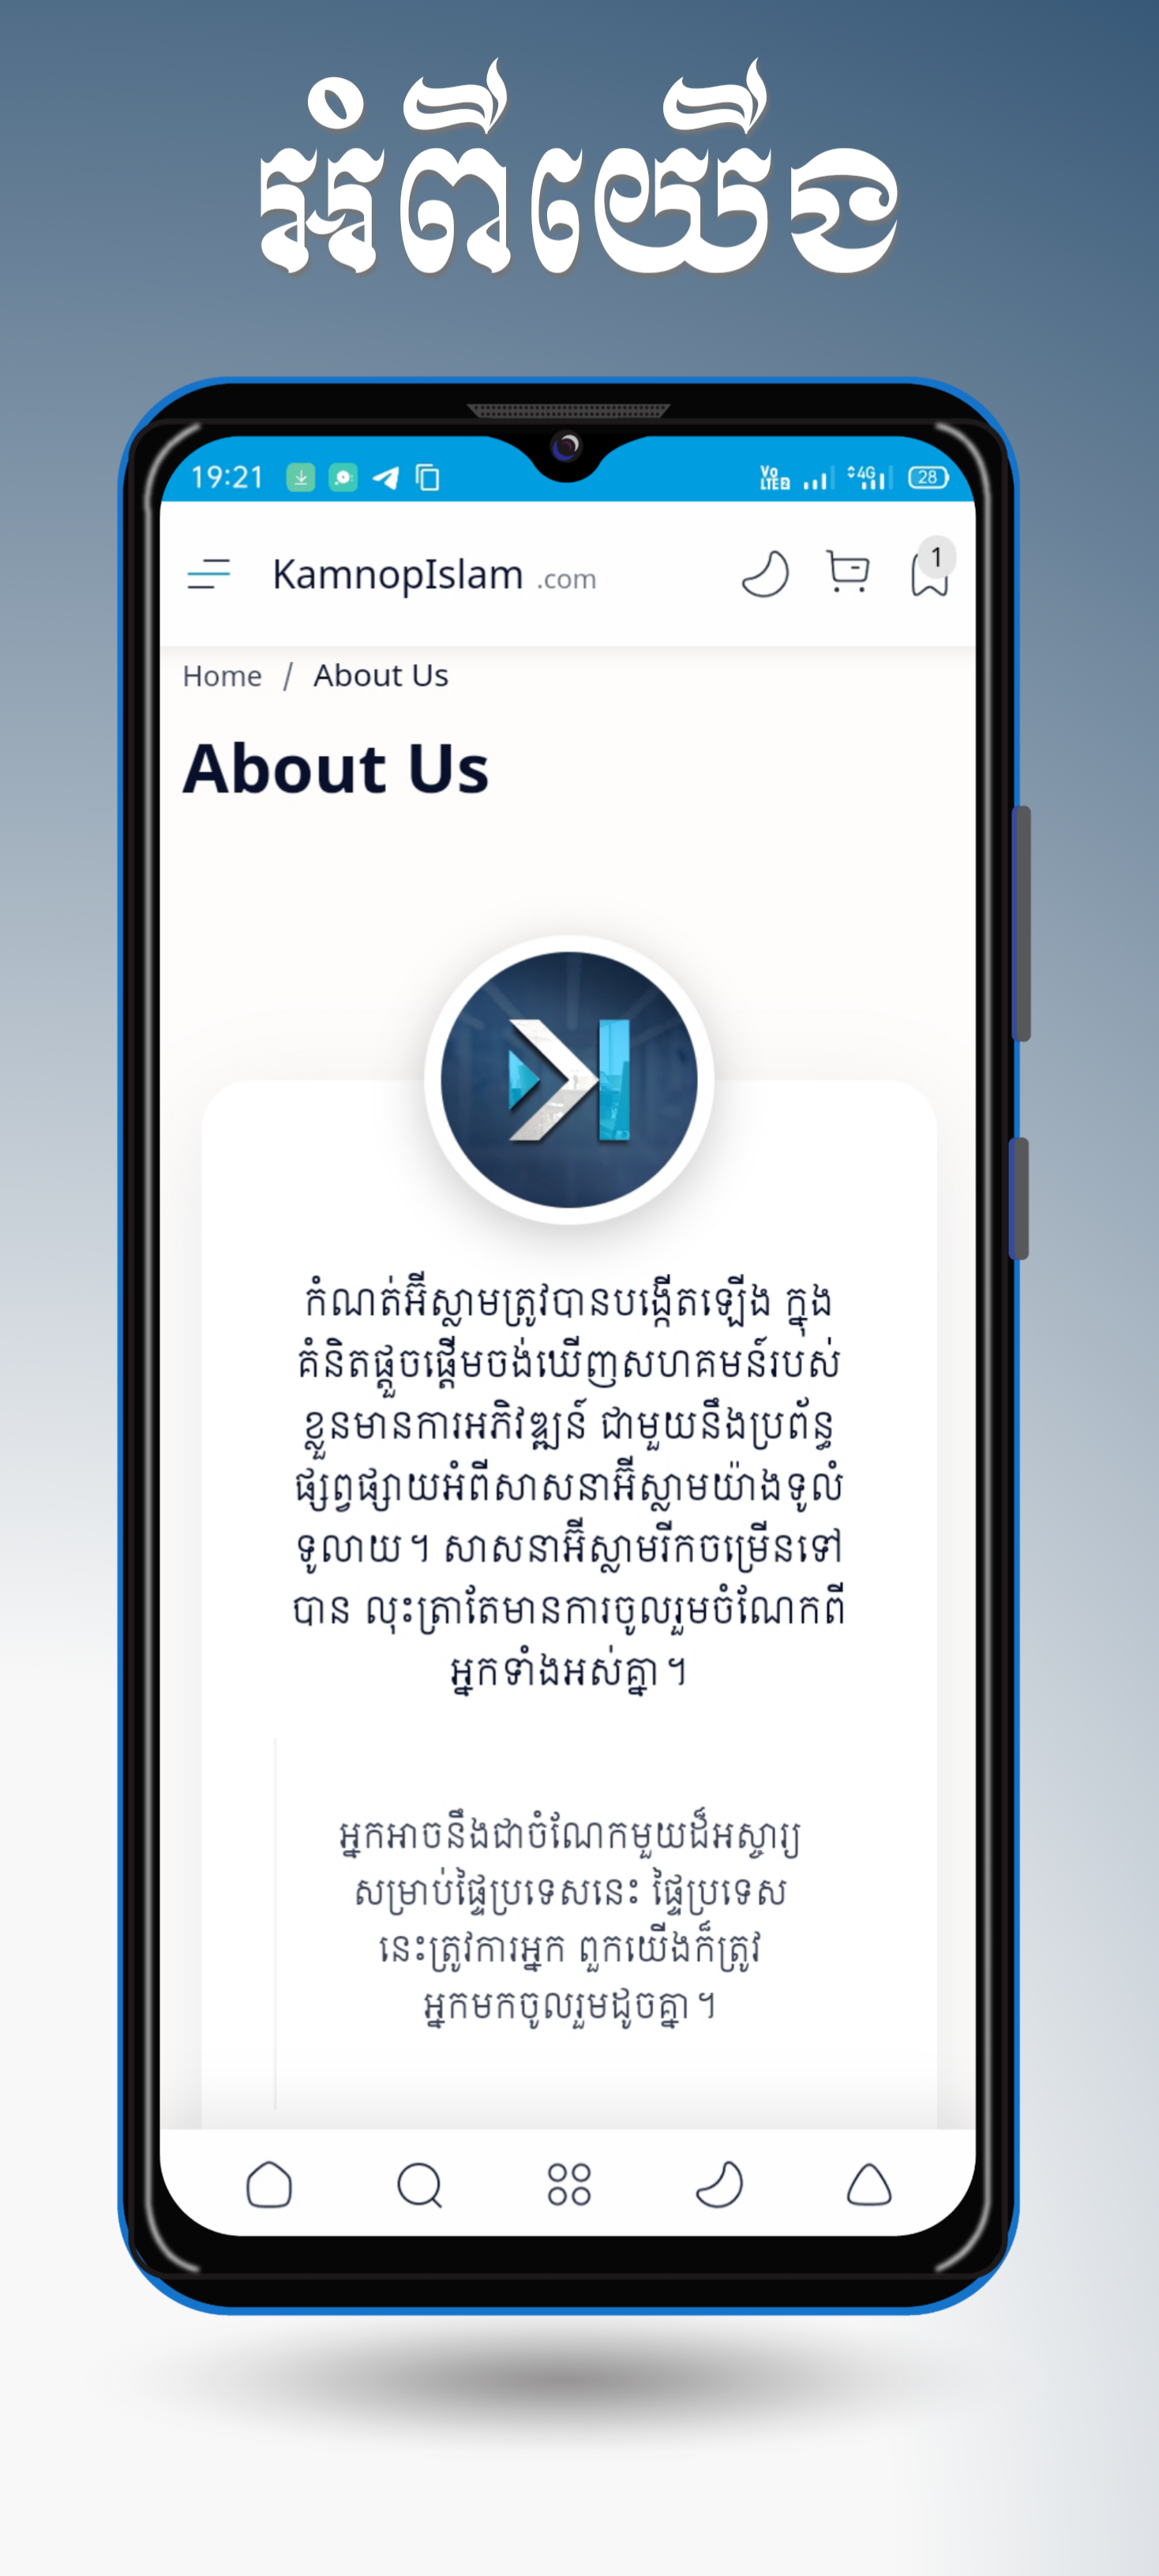 អំពីយើង
19:21
Vo
LTE2
4G
28
KamnopIslam .com
1
Home / About Us
About Us
កំណត់អ៊ីស្លាមត្រូវបានបង្កើតឡើង ក្នុង
គំនិតផ្តួចផ្តើមចង់ឃើញសហគមន៍របស់
ខ្លួនមានការអភិវឌ្ឍន៍ ជាមួយនឹងប្រព័ន្ធ
ផ្សព្វផ្សាយអំពីសាសនាអ៊ីស្លាមយ៉ាងទូលំ
ទូលាយ។ សាសនាអ៊ីស្លាមរីកចម្រើនទៅ
បាន លុះត្រាតែមានការចូលរួមចំណែកពី
អ្នកទាំងអស់គ្នា។
អ្នកអាចនឹងជាចំណែកមួយដ៏អស្ចារ្យ
សម្រាប់ផ្ទៃប្រទេសនេះ ផ្ទៃប្រទេស
នេះត្រូវការអ្នក ពួកយើងក៏ត្រូវ
អ្នកមកចូលរួមដូចគ្នា។